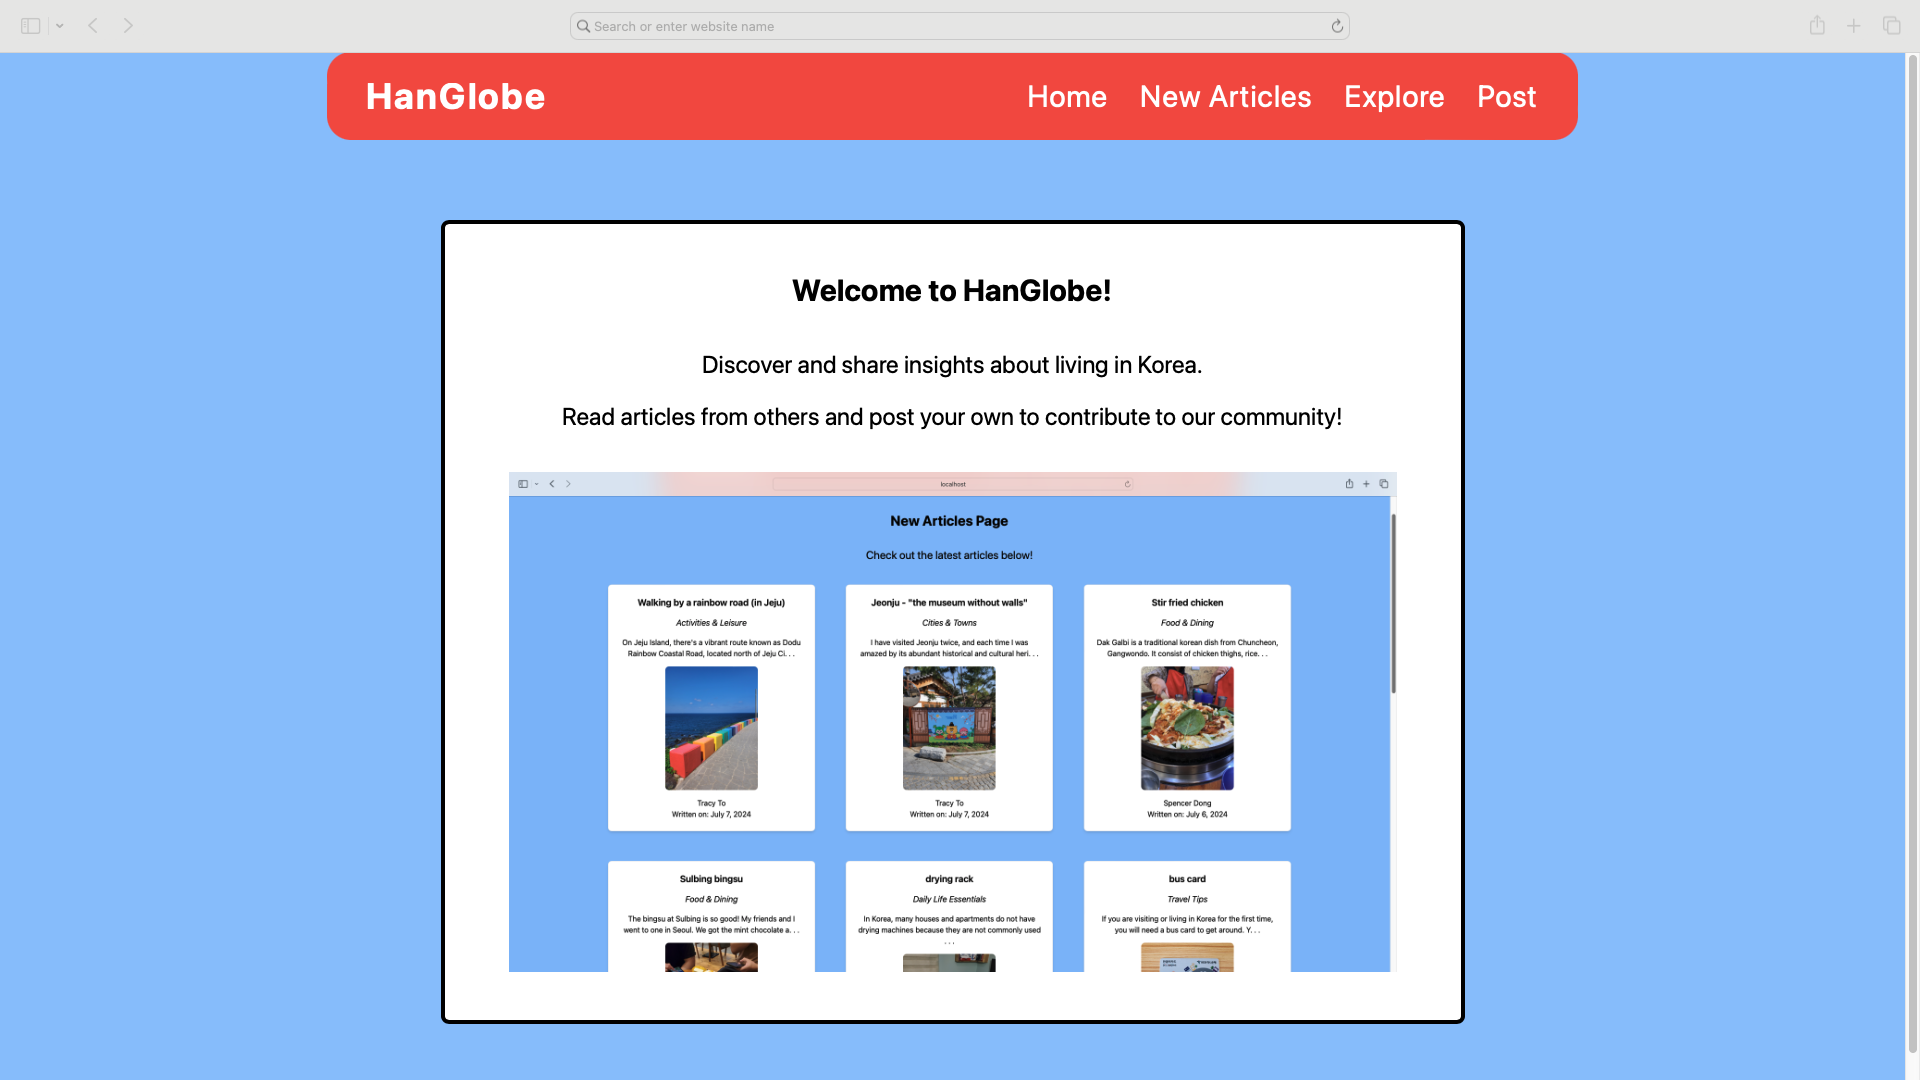 Search or enter website name
HanGlobe
Home New Articles Explore Post
Welcome to HanGlobe!
Discover and share insights about living in Korea.
Read articles from others and post your own to contribute to our community!
localhost
New Articles Page
Check out the latest articles below!
Walking by a rainbow road (in Jeju)
Activities & Leisure
On Jeju Island, there's a vibrant route known as Dodu
Rainbow Coastal Road, located north of Jeju Ci. . .
Tracy To
Written on: July 7, 2024
Jeonju - "the museum without walls"
Cities & Towns
I have visited Jeonju twice, and each time I was
amazed by its abundant historical and cultural heri. . .
Tracy To
Written on: July 7, 2024
Stir fried chicken
Food & Dining
Dak Galbi is a traditional korean dish from Chuncheon,
Gangwondo. It consist of chicken thighs, rice. . .
Spencer Dong
Written on: July 6, 2024
Sulbing bingsu
Food & Dining
The bingsu at Sulbing is so good! My friends and I
went to one in Seoul. We got the mint chocolate a. . .
drying rack
Daily Life Essentials
In Korea, many houses and apartments do not have
drying machines because they are not commonly used
. . .
bus card
Travel Tips
If you are visiting or living in Korea for the first time,
you will need a bus card to get around. Y. . .